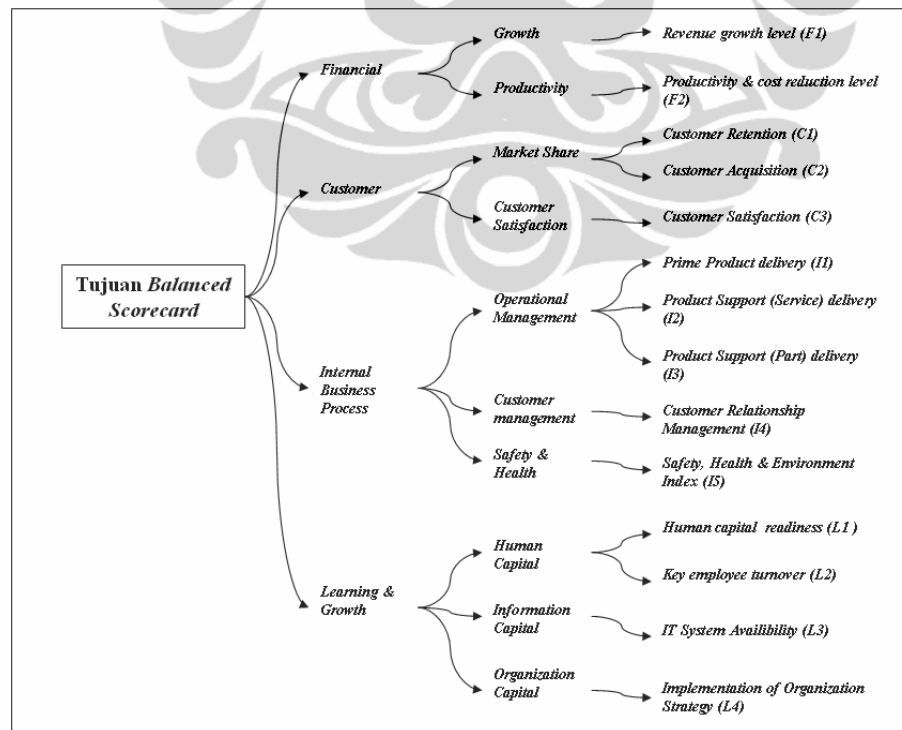 Growth
Revenue growth level (F1)
Financial
Productivity
Productivity & cost reduction level
(F2)
Market Share
Customer Retention (C1)
Customer Acquisition (C2)
Customer
Customer
Satisfaction
Customer Satisfaction (C3)
Tujuan Balanced
Scorecard
Prime Product delivery (I1)
Operational
Management
Product Support (Service) delivery
(I2)
Product Support (Part) delivery
(I3)
Internal
Business
Process
Customer
management
Customer Relationship
Management (I4)
Safety &
Health
Safety, Health & Environment
Index (I5)
Human
Capital
Human capital readiness (L1 )
Key employee turnover (L2)
Learning &
Growth
Information
Capital
IT System Availibility (L3)
Organization
Capital
Implementation of Organization
Strategy (L4)